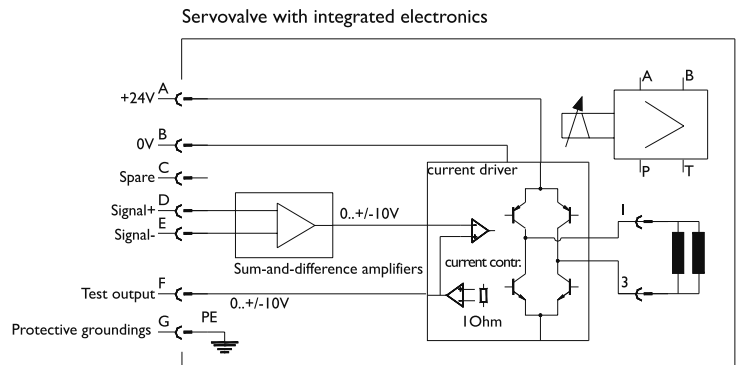 Servovalve with integrated electronics
A
+24V
A
B
B
0V
C
Spare
current driver
P
T
D
Signal+
0..+/-10V
1
E
Signal-
current contr.
Sum-and-difference amplifiers
3
F
Test output
0..+/-10V
1Ohm
G
PE
Protective groundings